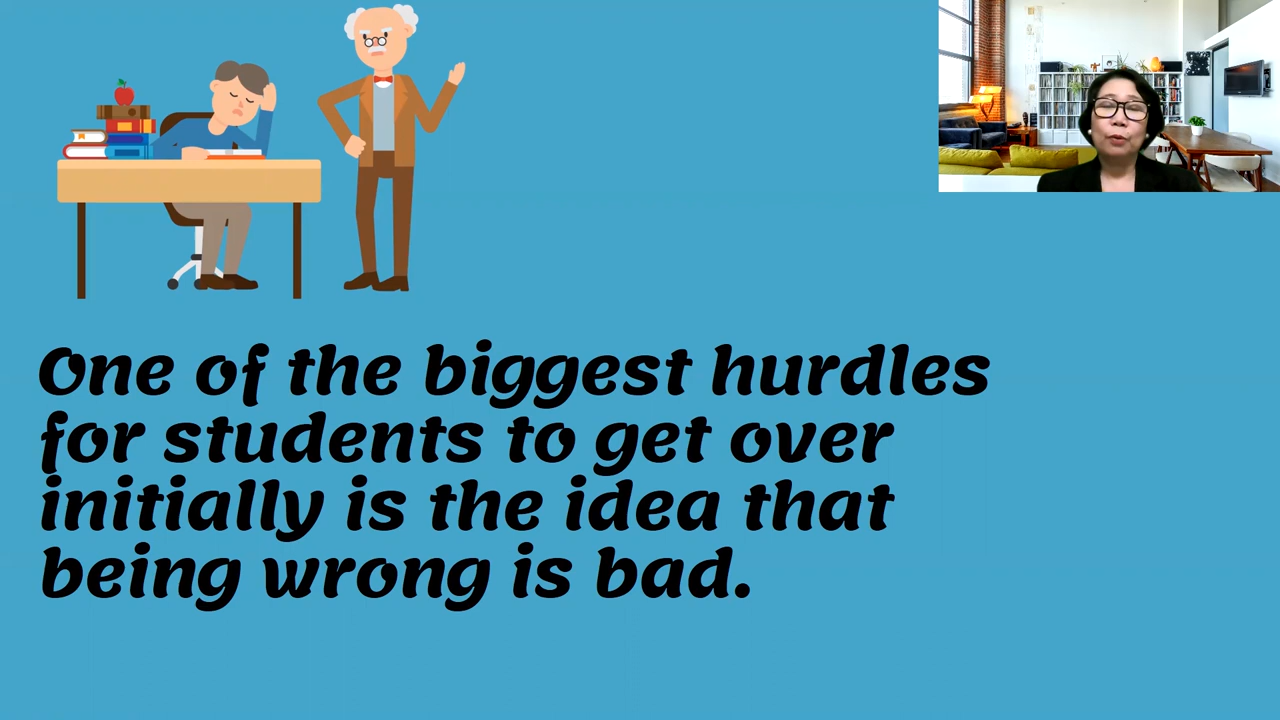 One of the biggest hurdles
for students to get over
initially is the idea that
being wrong is bad.